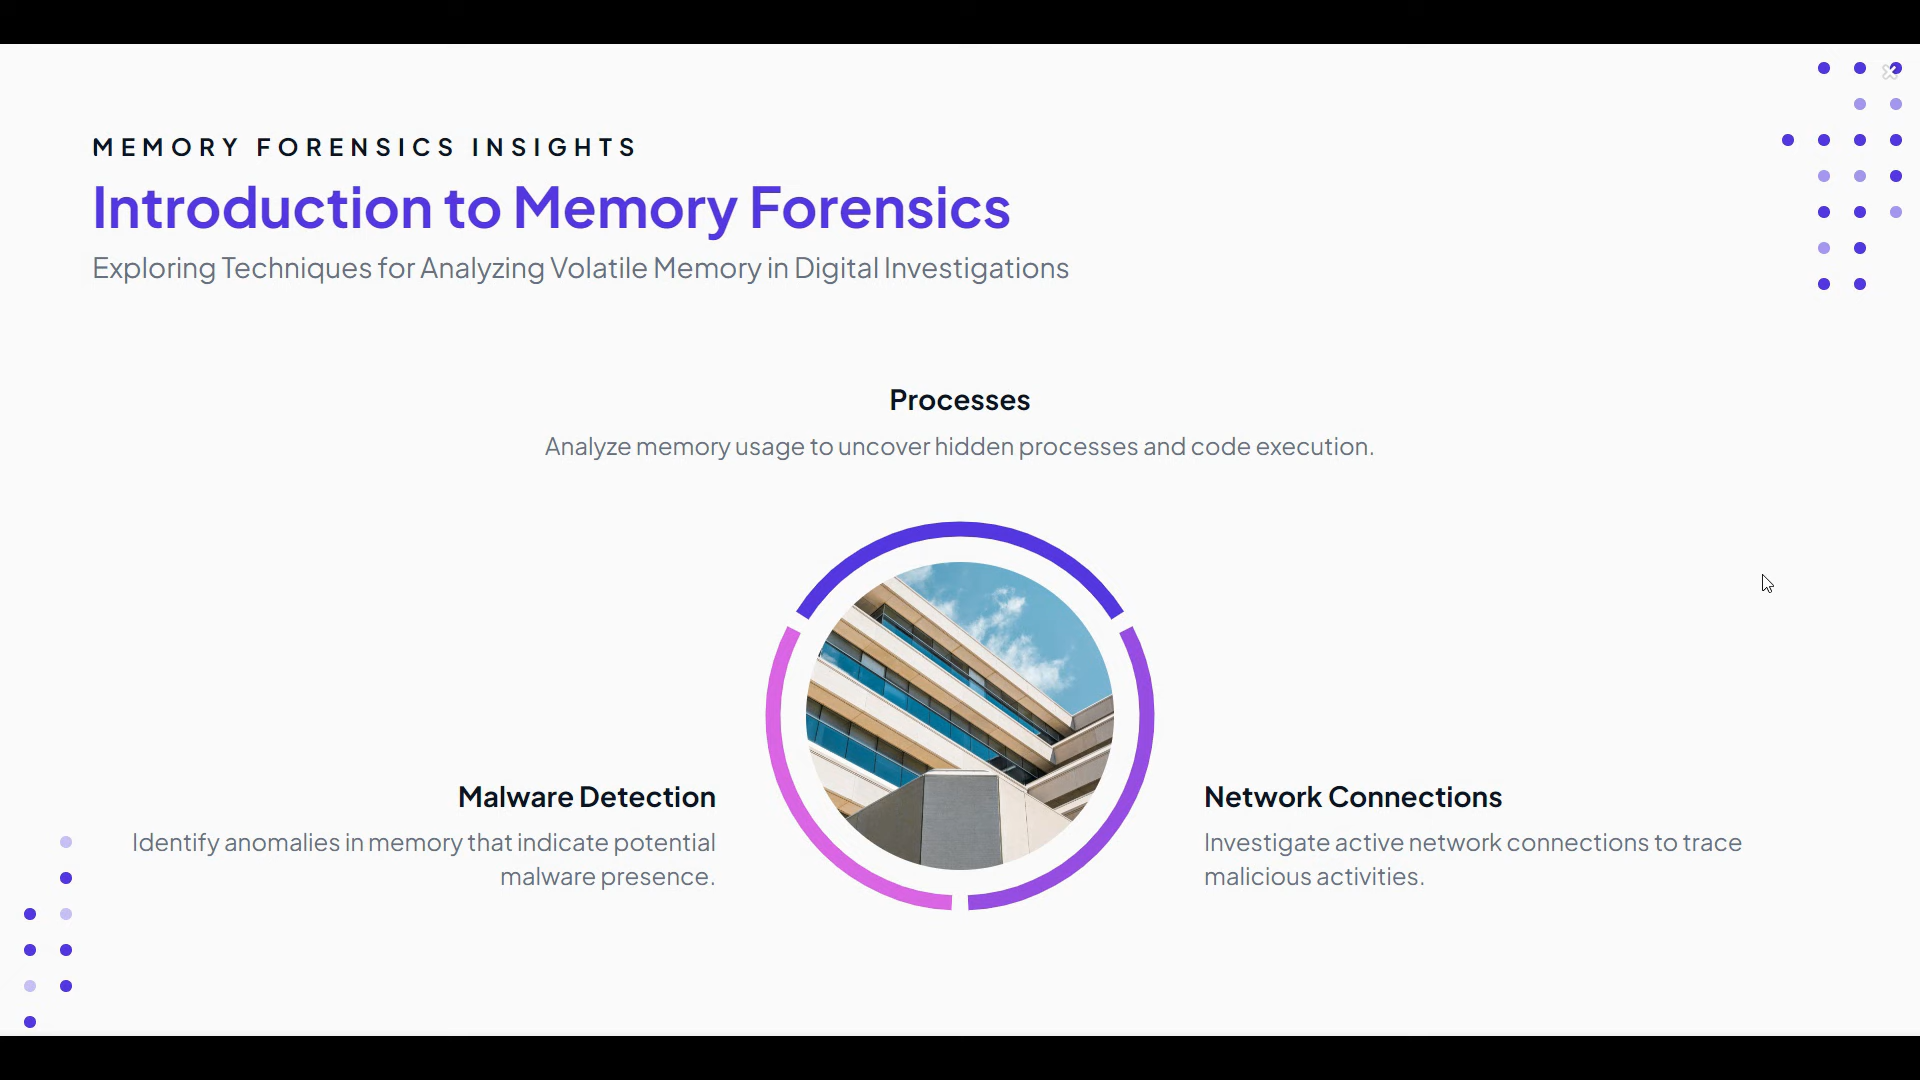 MEMORY FORENSICS INSIGHTS
Introduction to Memory Forensics
Exploring Techniques for Analyzing Volatile Memory in Digital Investigations
Processes
Analyze memory usage to uncover hidden processes and code execution.
Malware Detection
Identify anomalies in memory that indicate potential
malware presence.
Network Connections
Investigate active network connections to trace
malicious activities.